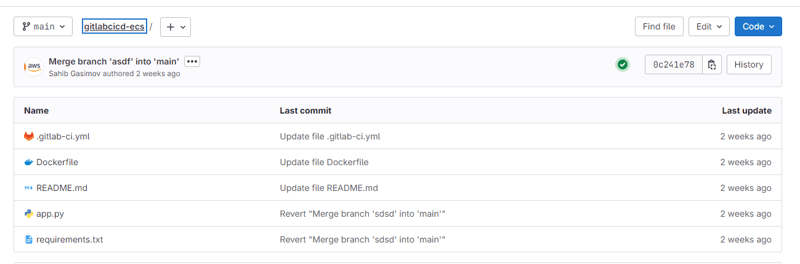 main gitlabcicd-ecs / + Find file Edit Code
aws Merge branch 'asdf' into 'main' ••• 0c241e78 History
Sahib Gasimov authored 2 weeks ago
Name Last commit Last update
.gitlab-ci.yml Update file .gitlab-ci.yml 2 weeks ago
Dockerfile Update file Dockerfile 2 weeks ago
README.md Update file README.md 2 weeks ago
app.py Revert "Merge branch 'sdsd' into 'main'" 2 weeks ago
requirements.txt Revert "Merge branch 'sdsd' into 'main'" 2 weeks ago